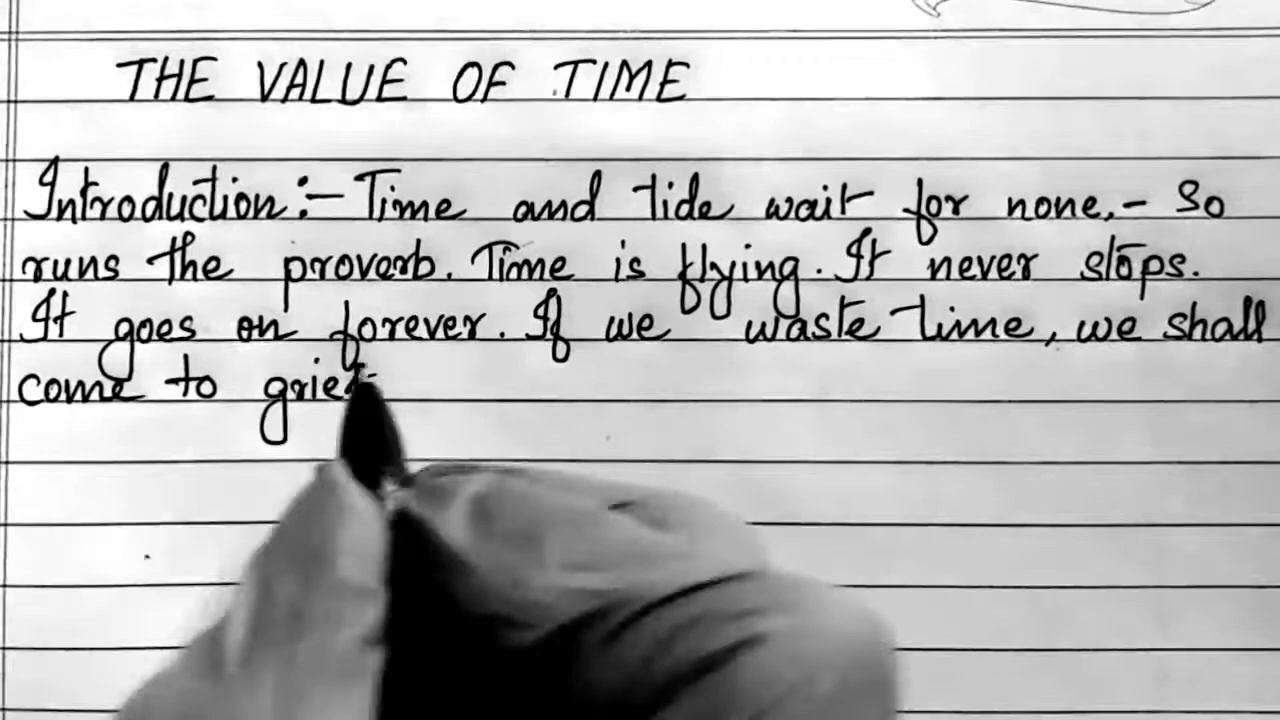 THE VALUE OF TIME
Introduction:- Time and tide wait for none,- So
runs the proverb. Time is flying. It never stops.
It goes on forever. If we waste time, we shall
come to grief